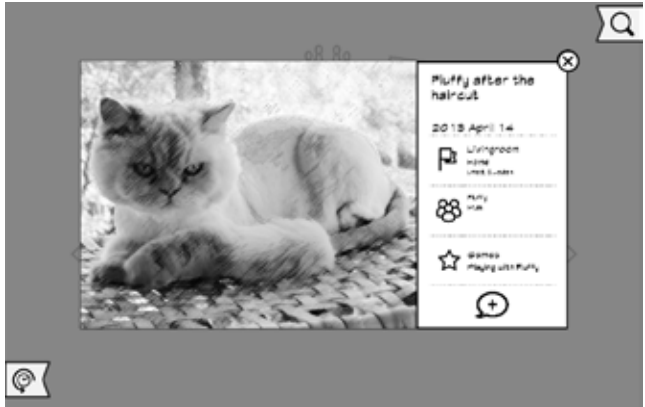 Fluffy after the
haircut
2013 April 14
Livingroom
Home
Fluffy
Games
Playing with Fluffy